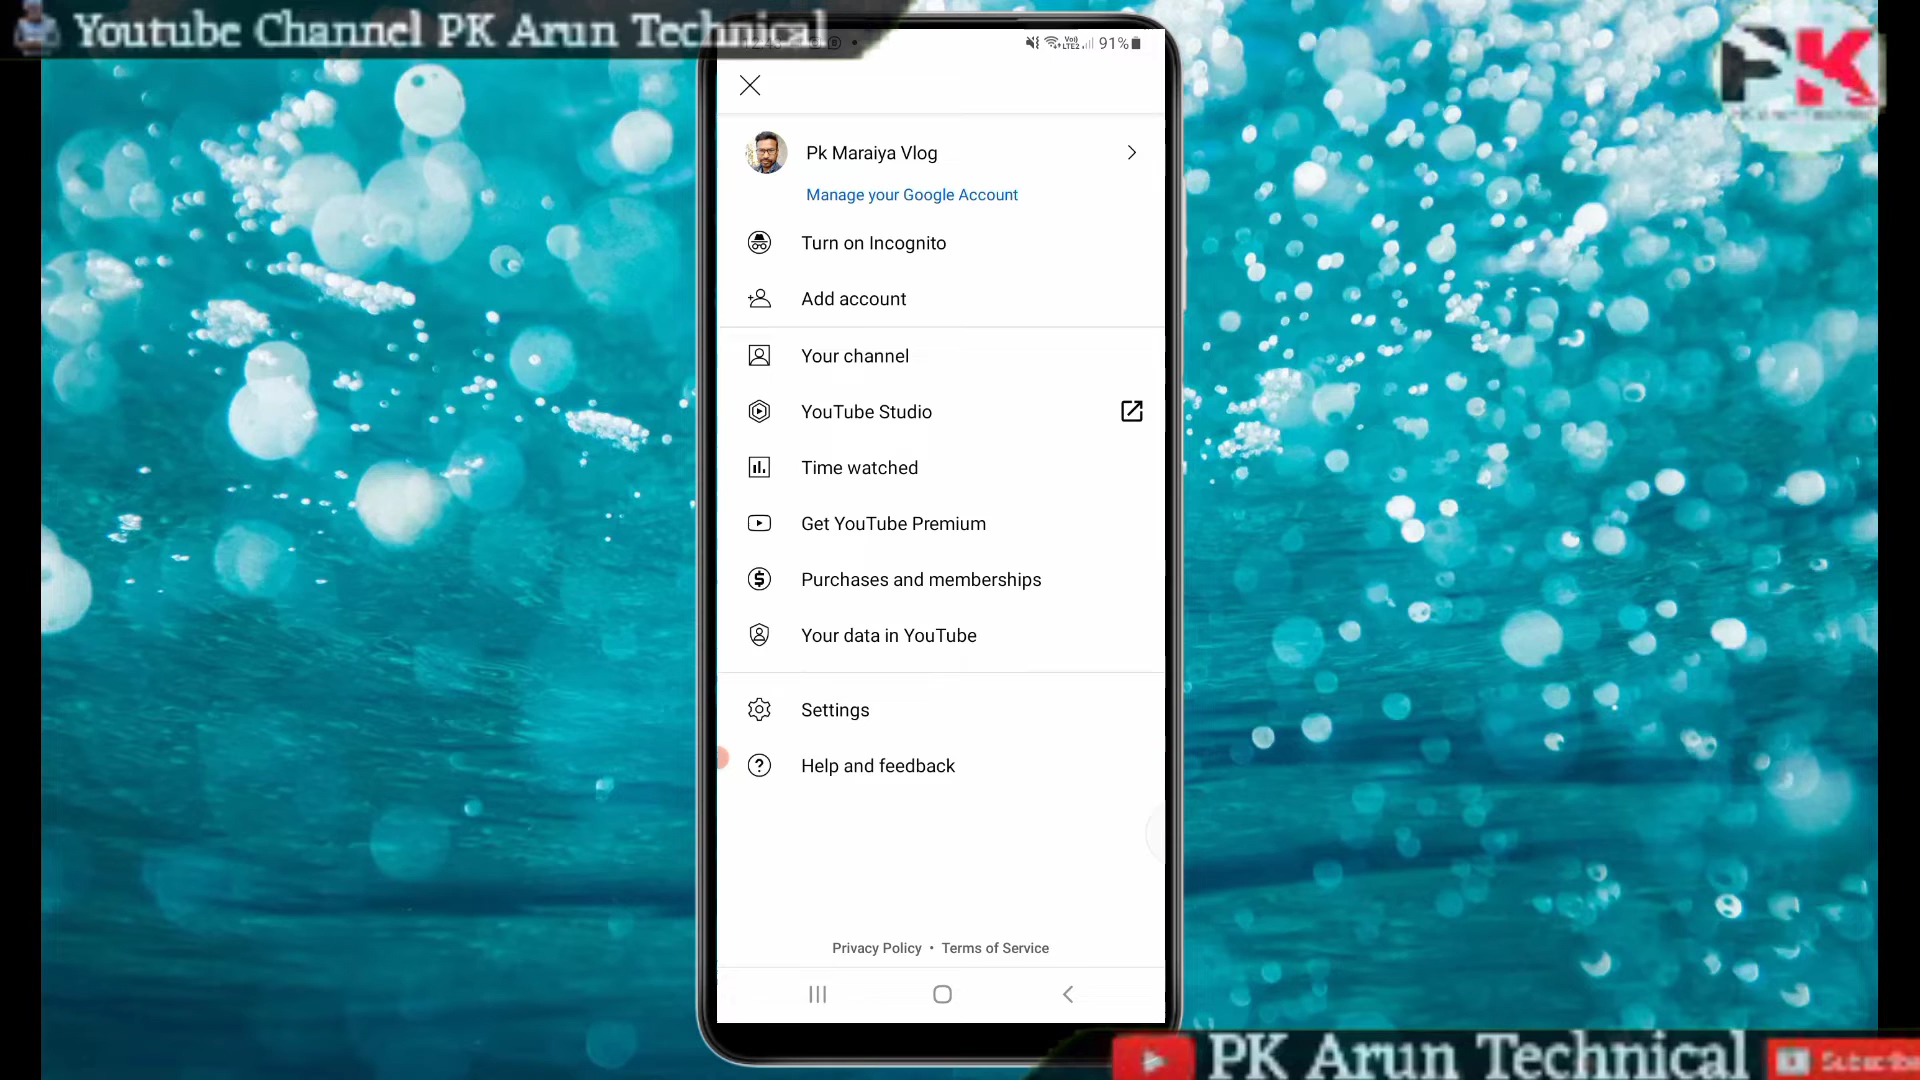 Youtube Channel PK Arun Technical
91%
PK
Pk Maraiya Vlog
Manage your Google Account
Turn on Incognito
Add account
Your channel
YouTube Studio
Time watched
Get YouTube Premium
Purchases and memberships
Your data in YouTube
Settings
Help and feedback
Privacy Policy • Terms of Service
PK Arun Technical